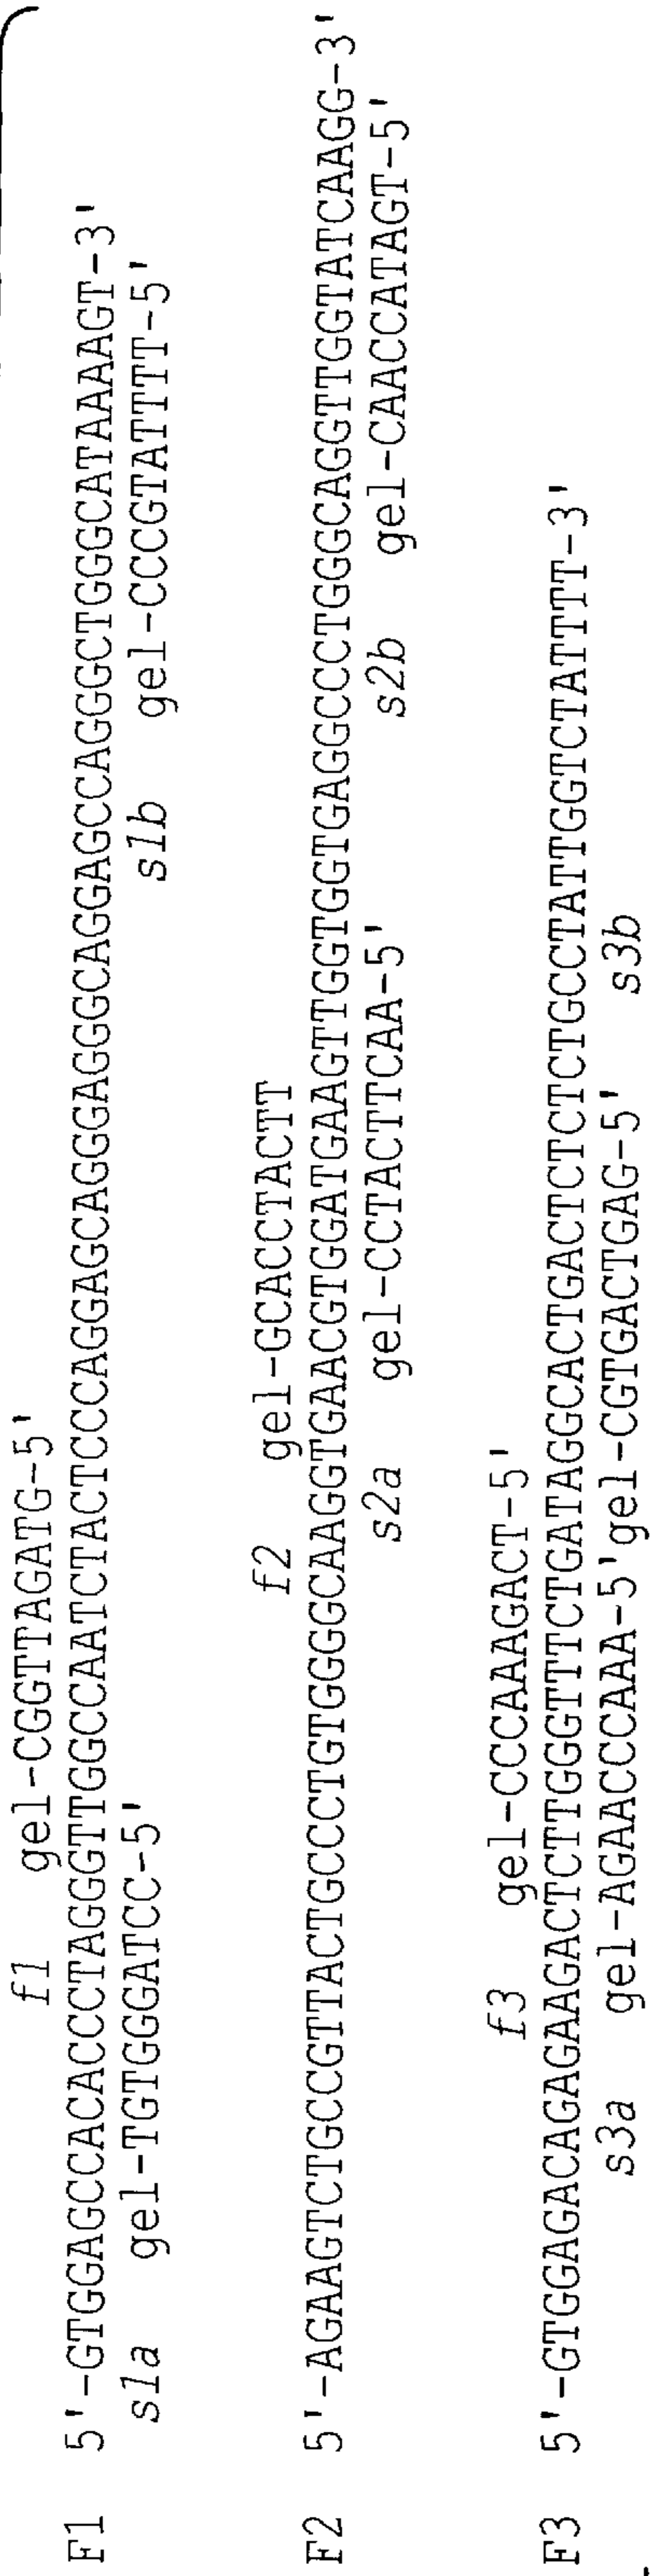 f1 gel-CGGTTAGATG-5'
F1 5'-GTGGAGCCACACCCTAGGGTTGGCCAATCTACTCCCAGGAGCAGGGAGGGCAGGAGCCAGGGCTGGGCATAAAAGT-3'
s1a gel-TGTGGGATCC-5' s1b gel-CCCGTATTTT-5'
f2 gel-GCACCTACTT
F2 5'-AGAAGTCTGCCGTTACTGCCCTGTGGGGCAAGGTGAACGTGGATGAAGTTGGTGGTGAGGCCCTGGGCAGGTTGGTATCAAGG-3'
s2a gel-CCTACTTCAA-5' s2b gel-CAACCATAGT-5'
f3 gel-CCCAAAGACT-5'
F3 5'-GTGGAGACAGAGAAGACTCTTGGGTTTCTGATAGGCACTGACTCTCTCTGCCTATTGGTCTATTTT-3'
s3a gel-AGAACCCAAA-5'gel-CGTGACTGAG-5' s3b